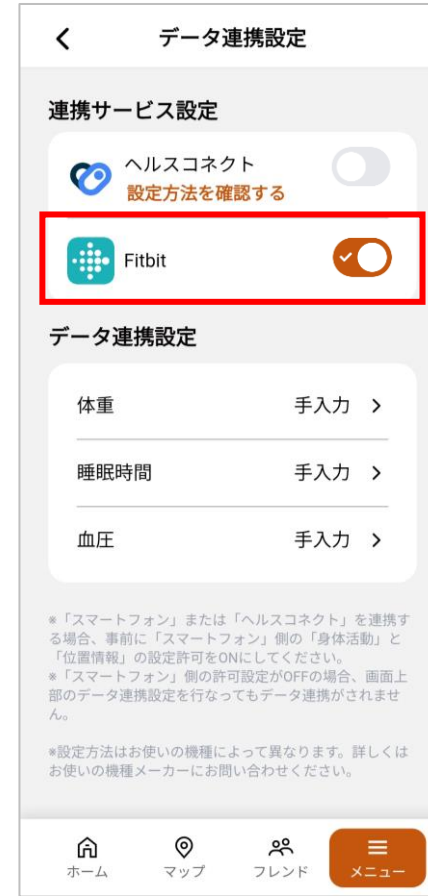 データ連携設定
連携サービス設定
ヘルスコネクト
設定方法を確認する
Fitbit
データ連携設定
体重 手入力
睡眠時間 手入力
血圧 手入力
※「スマートフォン」または「ヘルスコネクト」を連携す
る場合、事前に「スマートフォン」側の「身体活動」と
「位置情報」の設定許可をONにしてください。
※「スマートフォン」側の許可設定がOFFの場合、画面上
部のデータ連携設定を行なってもデータ連携がされませ
ん。
※設定方法はお使いの機種によって異なります。詳しくは
お使いの機種メーカーにお問い合わせください。
ホーム マップ フレンド メニュー